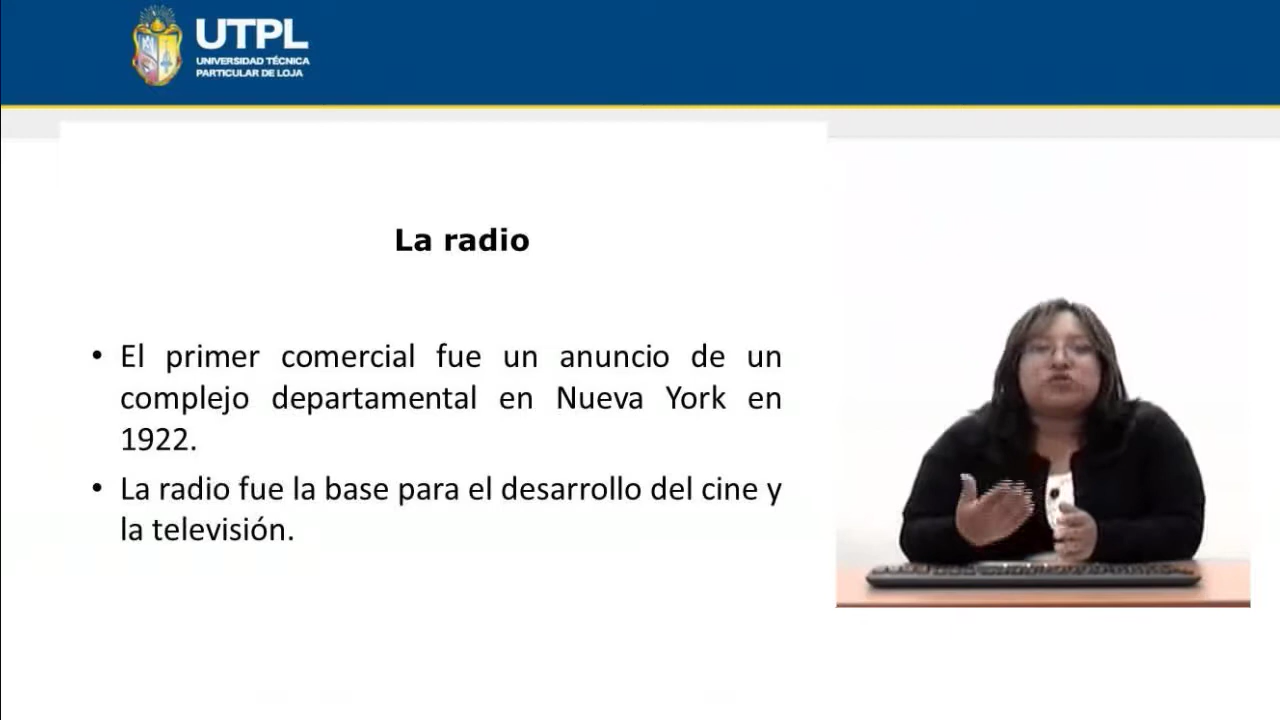 UTPL
UNIVERSIDAD TÉCNICA
PARTICULAR DE LOJA
La radio
• El primer comercial fue un anuncio de un
complejo departamental en Nueva York en
1922.
• La radio fue la base para el desarrollo del cine y
la televisión.